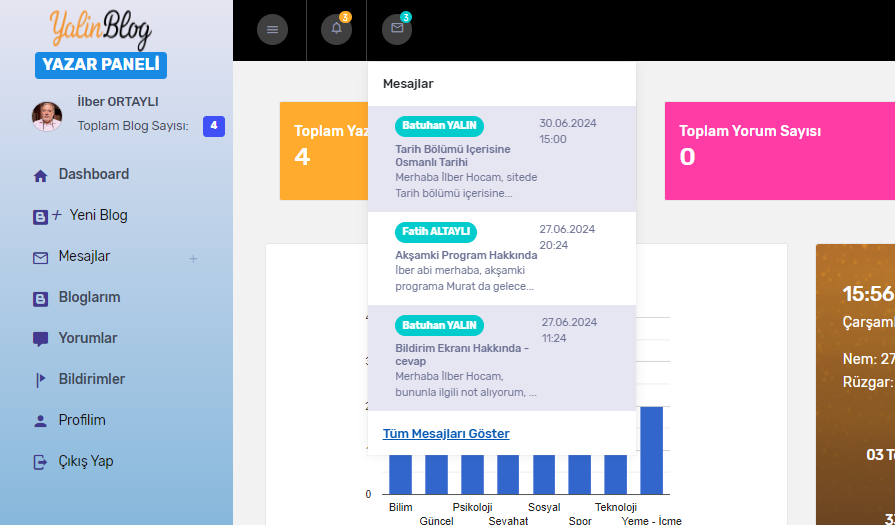 YalinBlog
YAZAR PANELİ
İlber ORTAYLI
Toplam Blog Sayısı: 4
Dashboard
Yeni Blog
Mesajlar +
Bloglarım
Yorumlar
Bildirimler
Profilim
Çıkış Yap
3
3
Mesajlar
Batuhan YALIN 30.06.2024
15:00
Tarih Bölümü Içerisine
Osmanlı Tarihi
Merhaba İlber Hocam, sitede
Tarih bölümü içerisine...
Fatih ALTAYLI 27.06.2024
20:24
Akşamki Program Hakkında
İber abi merhaba, akşamki
programa Murat da gelece...
Batuhan YALIN 27.06.2024
11:24
Bildirim Ekranı Hakkında -
cevap
Merhaba İlber Hocam,
bununla ilgili not alıyorum, ...
Tüm Mesajları Göster
Toplam Yaz
4
Toplam Yorum Sayısı
0
0
Bilim Psikoloji Sosyal Teknoloji
Güncel Seyahat Spor Yeme - İçme
15:56
Çarşam
Nem: 27
Rüzgar:
03 T